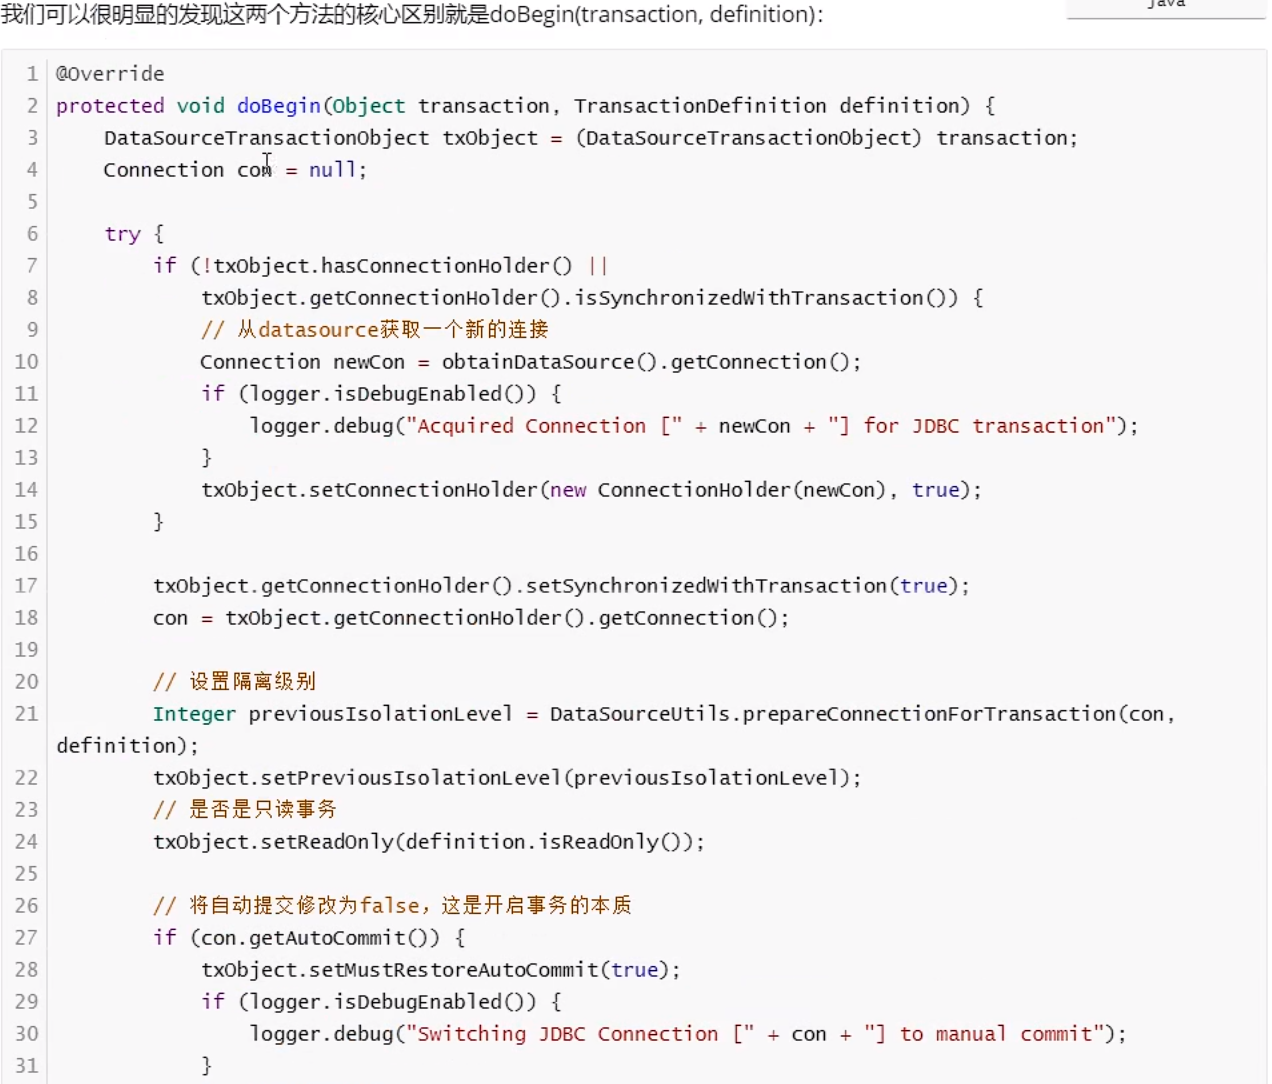 我们可以很明显的发现这两个方法的核心区别就是doBegin(transaction, definition)：
java
1 @Override
2 protected void doBegin(Object transaction, TransactionDefinition definition) {
3     DataSourceTransactionObject txObject = (DataSourceTransactionObject) transaction;
4     Connection con = null;
5
6     try {
7         if (!txObject.hasConnectionHolder() ||
8             txObject.getConnectionHolder().isSynchronizedWithTransaction()) {
9             // 从datasource获取一个新的连接
10             Connection newCon = obtainDataSource().getConnection();
11             if (logger.isDebugEnabled()) {
12                 logger.debug("Acquired Connection [" + newCon + "] for JDBC transaction");
13             }
14             txObject.setConnectionHolder(new ConnectionHolder(newCon), true);
15         }
16
17         txObject.getConnectionHolder().setSynchronizedWithTransaction(true);
18         con = txObject.getConnectionHolder().getConnection();
19
20         // 设置隔离级别
21         Integer previousIsolationLevel = DataSourceUtils.prepareConnectionForTransaction(con,
definition);
22         txObject.setPreviousIsolationLevel(previousIsolationLevel);
23         // 是否是只读事务
24         txObject.setReadOnly(definition.isReadOnly());
25
26         // 将自动提交修改为false，这是开启事务的本质
27         if (con.getAutoCommit()) {
28             txObject.setMustRestoreAutoCommit(true);
29             if (logger.isDebugEnabled()) {
30                 logger.debug("Switching JDBC Connection [" + con + "] to manual commit");
31             }